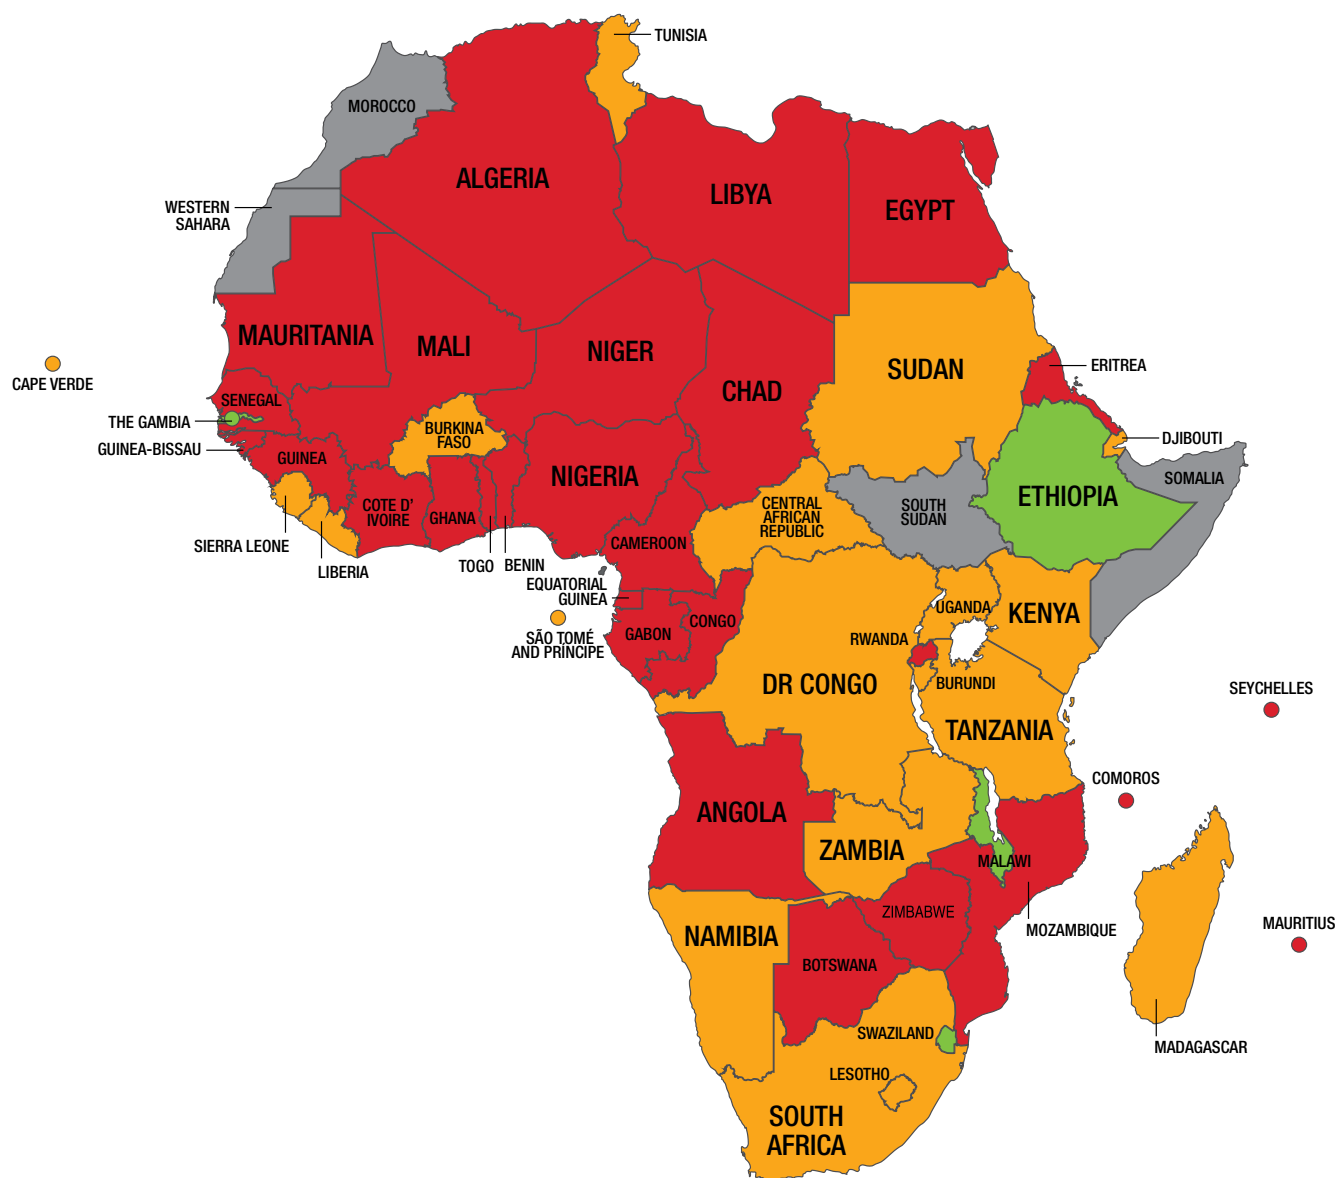 TUNISIA
MOROCCO
ALGERIA
LIBYA
EGYPT
WESTERN
SAHARA
MAURITANIA
MALI
NIGER
CHAD
SUDAN
ERITREA
CAPE VERDE
SENEGAL
THE GAMBIA
GUINEA-BISSAU
GUINEA
BURKINA
FASO
NIGERIA
DJIBOUTI
SOMALIA
ETHIOPIA
SOUTH
SUDAN
CENTRAL
AFRICAN
REPUBLIC
COTE D'
IVOIRE
GHANA
SIERRA LEONE
LIBERIA
TOGO
BENIN
CAMEROON
EQUATORIAL
GUINEA
SÃO TOMÉ
AND PRÍNCIPE
GABON
CONGO
UGANDA
KENYA
RWANDA
BURUNDI
DR CONGO
TANZANIA
SEYCHELLES
COMOROS
ANGOLA
ZAMBIA
MALAWI
MOZAMBIQUE
ZIMBABWE
NAMIBIA
BOTSWANA
MAURITIUS
MADAGASCAR
SWAZILAND
LESOTHO
SOUTH
AFRICA